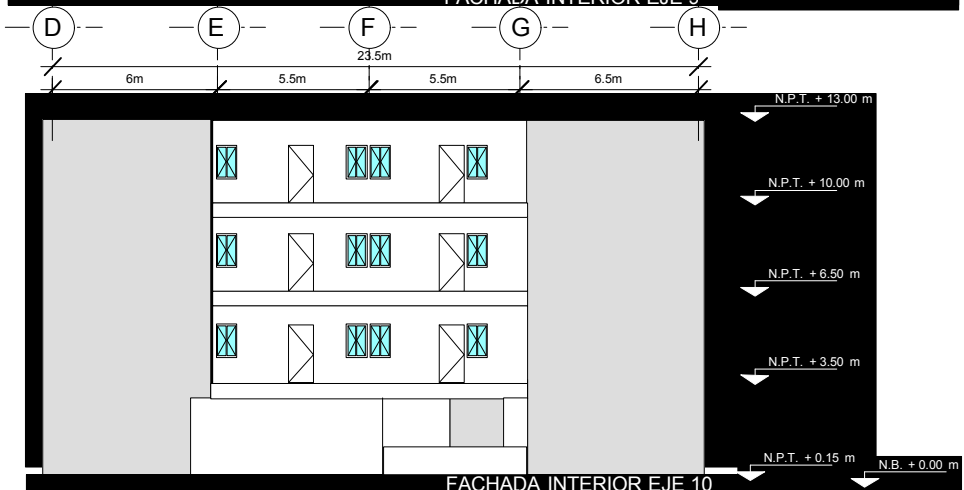 FACHADA INTERIOR EJE 9
D E F G H
23.5m
6m 5.5m 5.5m 6.5m
N.P.T. + 13.00 m
N.P.T. + 10.00 m
N.P.T. + 6.50 m
N.P.T. + 3.50 m
N.P.T. + 0.15 m
N.B. + 0.00 m
FACHADA INTERIOR EJE 10